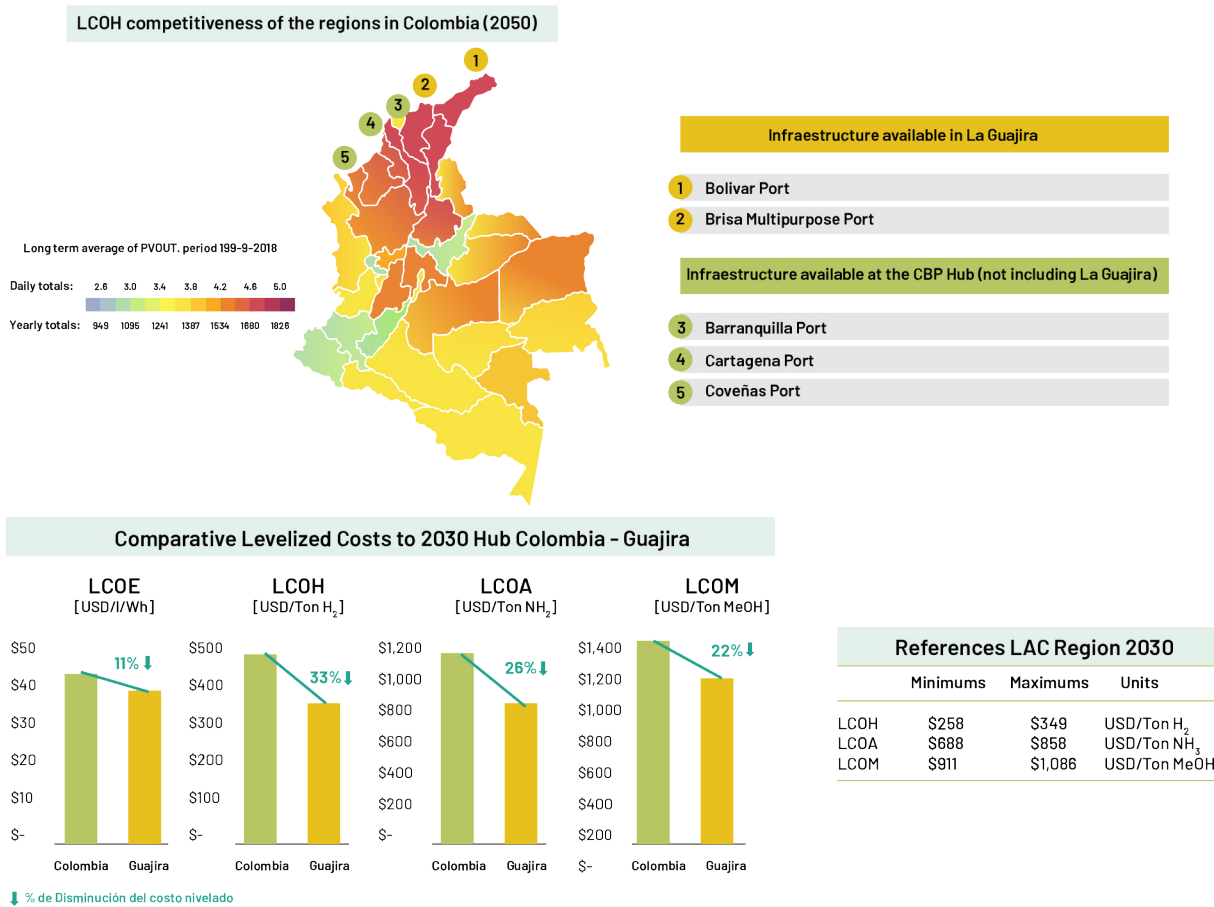 LCOH competitiveness of the regions in Colombia (2050)
1
2
3
4
5
Long term average of PVOUT. period 199-9-2018
Daily totals: 2.6 3.0 3.4 3.8 4.2 4.6 5.0
Yearly totals: 949 1095 1241 1387 1534 1680 1826
Infraestructure available in La Guajira
1 Bolivar Port
2 Brisa Multipurpose Port
Infraestructure available at the CBP Hub (not including La Guajira)
3 Barranquilla Port
4 Cartagena Port
5 Coveñas Port
Comparative Levelized Costs to 2030 Hub Colombia - Guajira
LCOE
[USD/I/Wh]
$50
$40
$30
$20
$10
$-
11%
Colombia Guajira
LCOH
[USD/Ton H2]
$500
$400
$300
$200
$100
$-
33%
Colombia Guajira
LCOA
[USD/Ton NH2]
$1,200
$1,000
$800
$600
$400
$200
$-
26%
Colombia Guajira
LCOM
[USD/Ton MeOH]
$1,400
$1,200
$1,000
$800
$600
$400
$200
$-
22%
Colombia Guajira
% de Disminución del costo nivelado
References LAC Region 2030
Minimums Maximums Units
LCOH $258 $349 USD/Ton H2
LCOA $688 $858 USD/Ton NH3
LCOM $911 $1,086 USD/Ton MeOH